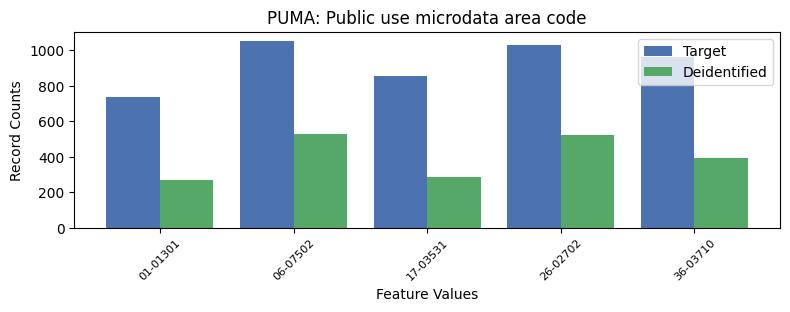 PUMA: Public use microdata area code
Target
Deidentified
Record Counts
1000
800
600
400
200
0
01-01301
06-07502
17-03531
26-02702
36-03710
Feature Values